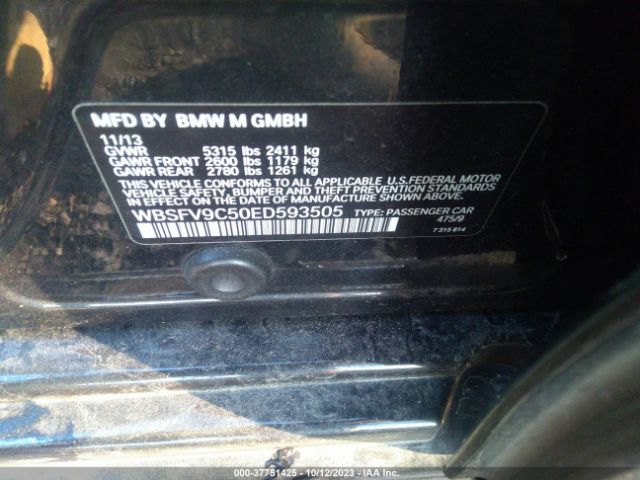 MFD BY BMW M GMBH
11/13
GVWR 5315 lbs 2411 kg
GAWR FRONT 2600 lbs 1179 kg
GAWR REAR 2780 lbs 1261 kg
THIS VEHICLE CONFORMS TO ALL APPLICABLE U.S.FEDERAL MOTOR
VEHICLE SAFETY, BUMPER AND THEFT PREVENTION STANDARDS
IN EFFECT ON THE DATE OF MANUFACTURE SHOWN ABOVE.
WBSFV9C50ED593505 TYPE: PASSENGER CAR
475/9
7 315 814
000-37751425 - 10/12/2023 - IAA Inc.